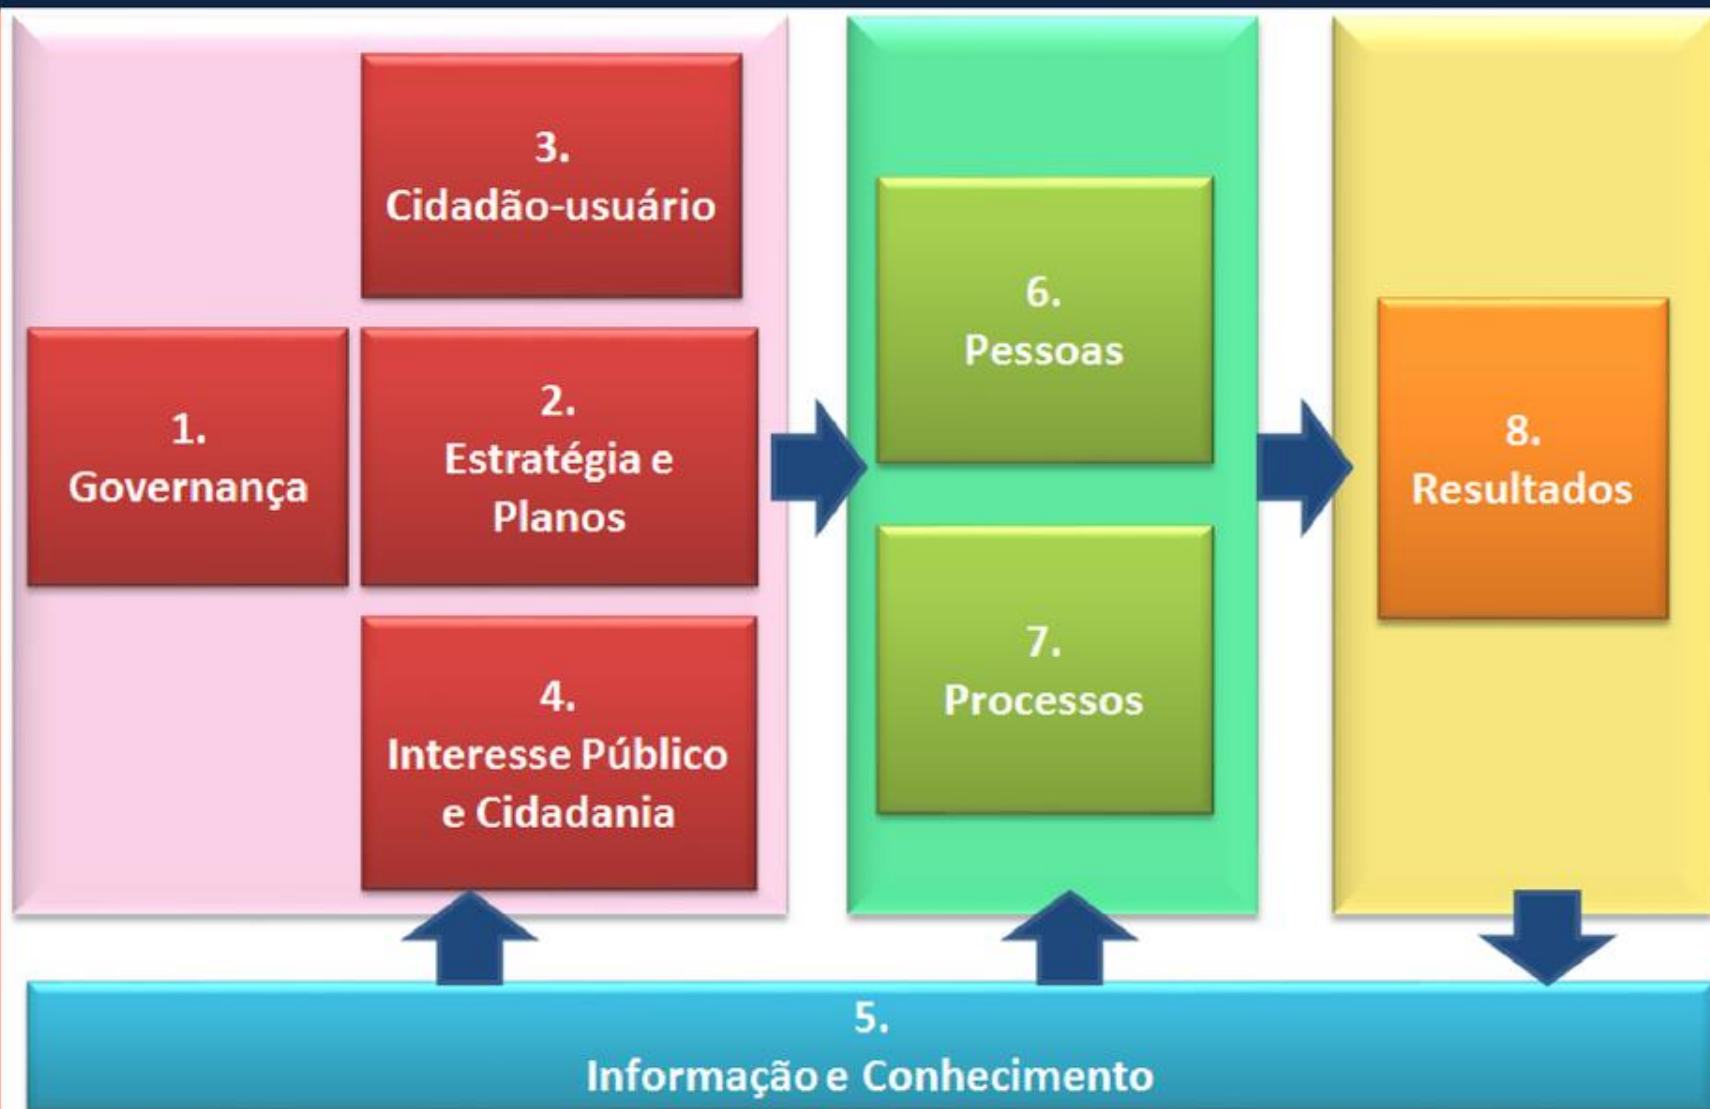 3.
Cidadão-usuário
1.
Governança
2.
Estratégia e
Planos
4.
Interesse Público
e Cidadania
6.
Pessoas
7.
Processos
8.
Resultados
5.
Informação e Conhecimento